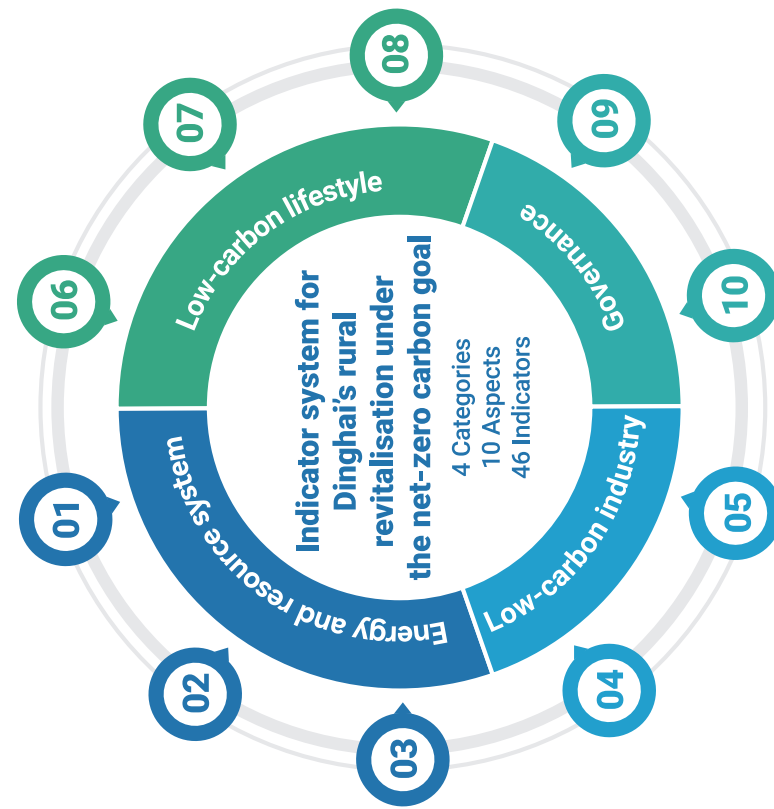 Indicator system for
Dinghai's rural
revitalisation under
the net-zero carbon goal
4 Categories
10 Aspects
46 Indicators
Energy and resource system
Low-carbon industry
Low-carbon lifestyle
Governance
01
02
03
04
05
06
07
08
09
10